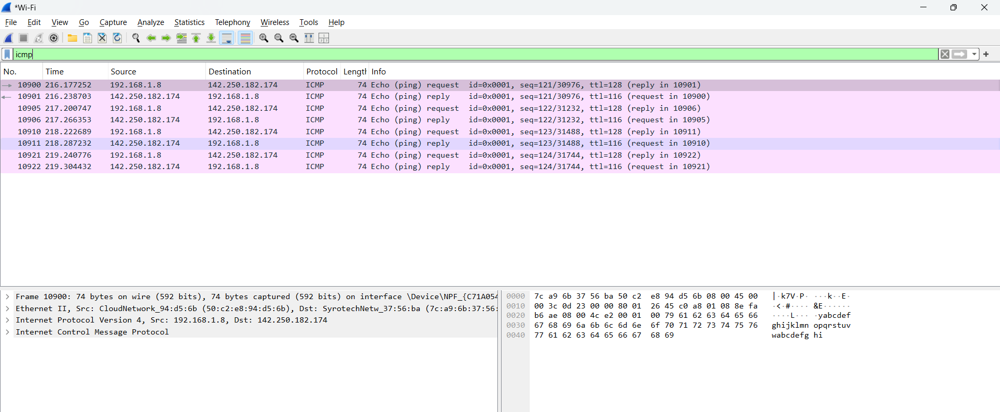 *Wi-Fi
File Edit View Go Capture Analyze Statistics Telephony Wireless Tools Help
icmp
No. Time Source Destination Protocol Length Info
10900 216.177252 192.168.1.8 142.250.182.174 ICMP 74 Echo (ping) request id=0x0001, seq=121/30976, ttl=128 (reply in 10901)
10901 216.238703 142.250.182.174 192.168.1.8 ICMP 74 Echo (ping) reply id=0x0001, seq=121/30976, ttl=116 (request in 10900)
10905 217.200747 192.168.1.8 142.250.182.174 ICMP 74 Echo (ping) request id=0x0001, seq=122/31232, ttl=128 (reply in 10906)
10906 217.266353 142.250.182.174 192.168.1.8 ICMP 74 Echo (ping) reply id=0x0001, seq=122/31232, ttl=116 (request in 10905)
10910 218.222689 192.168.1.8 142.250.182.174 ICMP 74 Echo (ping) request id=0x0001, seq=123/31488, ttl=128 (reply in 10911)
10911 218.287232 142.250.182.174 192.168.1.8 ICMP 74 Echo (ping) reply id=0x0001, seq=123/31488, ttl=116 (request in 10910)
10921 219.240776 192.168.1.8 142.250.182.174 ICMP 74 Echo (ping) request id=0x0001, seq=124/31744, ttl=128 (reply in 10922)
10922 219.304432 142.250.182.174 192.168.1.8 ICMP 74 Echo (ping) reply id=0x0001, seq=124/31744, ttl=116 (request in 10921)
Frame 10900: 74 bytes on wire (592 bits), 74 bytes captured (592 bits) on interface \Device\NPF_{C71A054
Ethernet II, Src: CloudNetwork_94:d5:6b (50:c2:e8:94:d5:6b), Dst: SyrotechNetw_37:56:ba (7c:a9:6b:37:56:
Internet Protocol Version 4, Src: 192.168.1.8, Dst: 142.250.182.174
Internet Control Message Protocol
0000 7c a9 6b 37 56 ba 50 c2 e8 94 d5 6b 08 00 45 00 |·k7V·P· ···k··E·
0010 00 3c 0d 23 00 00 80 01 26 45 c0 a8 01 08 8e fa ·<·#···· &E······
0020 b6 ae 08 00 4c e2 00 01 00 79 61 62 63 64 65 66 ····L··· ·yabcdef
0030 67 68 69 6a 6b 6c 6d 6e 6f 70 71 72 73 74 75 76 ghijklmn opqrstuv
0040 77 61 62 63 64 65 66 67 68 69 wabcdefg hi